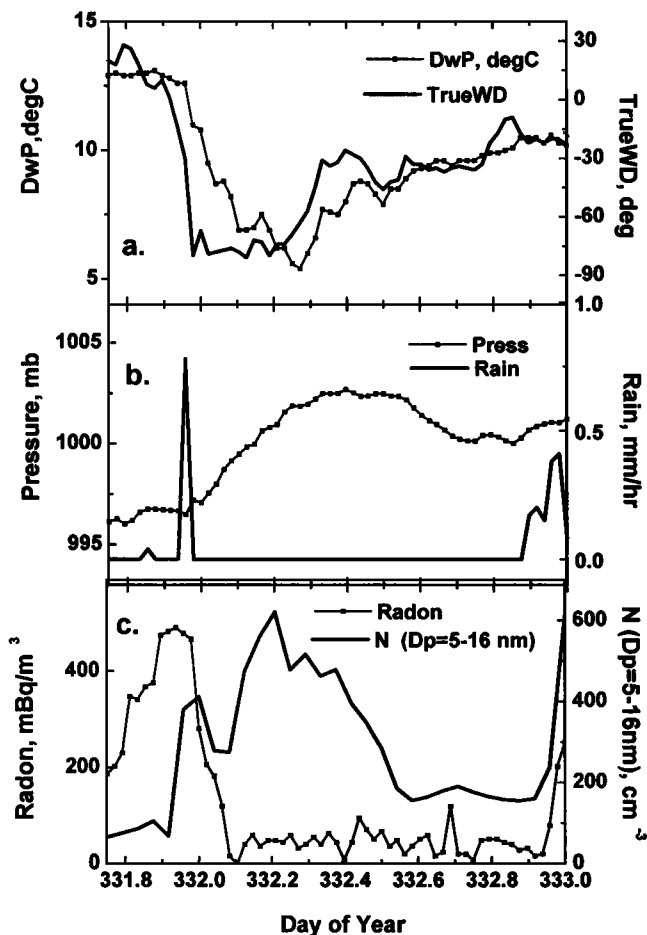 15
10
5
DwP,degC
DwP, degC
TrueWD
40
0
-30
-60
-90
TrueWD, deg
a.
1005
1000
995
Pressure, mb
b.
Press
Rain
1.0
0.5
0.0
Rain, mm/hr
c.
Radon
N (Dp=5-16 nm)
400
200
0
Radon, mBq/m³
600
400
200
0
N (Dp=5-16nm), cm⁻³
331.8 332.0 332.2 332.4 332.6 332.8 333.0
Day of Year